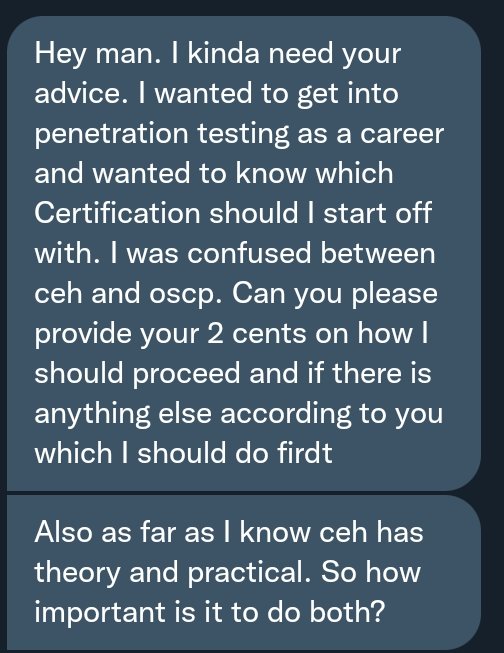 Hey man. I kinda need your
advice. I wanted to get into
penetration testing as a career
and wanted to know which
Certification should I start off
with. I was confused between
ceh and oscp. Can you please
provide your 2 cents on how I
should proceed and if there is
anything else according to you
which I should do firdt
Also as far as I know ceh has
theory and practical. So how
important is it to do both?